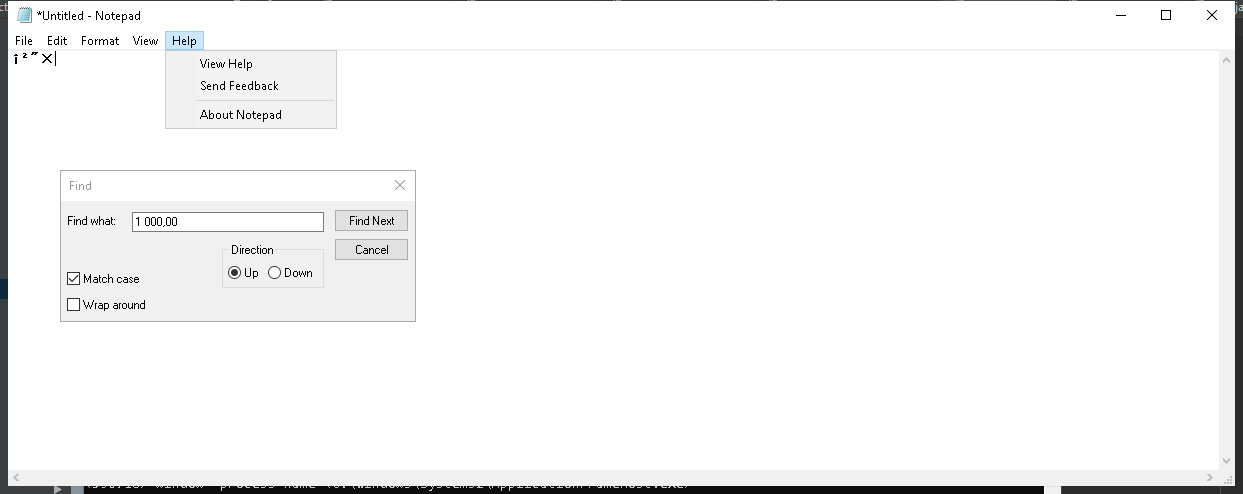 *Untitled - Notepad
File Edit Format View Help
î²˝×
View Help
Send Feedback
About Notepad
Find
Find what: 1 000,00 Find Next
Direction Cancel
Up Down
Match case
Wrap around